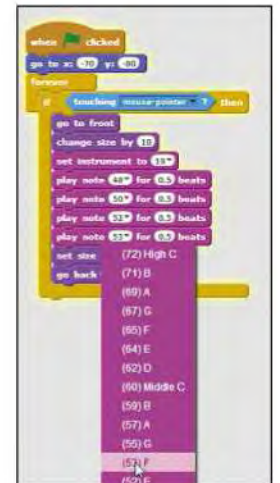 when clicked
go to x: -70 y: -80
forever
if touching mouse-pointer ? then
go to front
change size by 10
set instrument to 19
play note 48 for 0.5 beats
play note 50 for 0.5 beats
play note 52 for 0.5 beats
play note 53 for 0.5 beats
set size
(72) High C
go back
(71) B
(69) A
(67) G
(65) F
(64) E
(62) D
(60) Middle C
(59) B
(57) A
(55) G
(53) F
(52) E